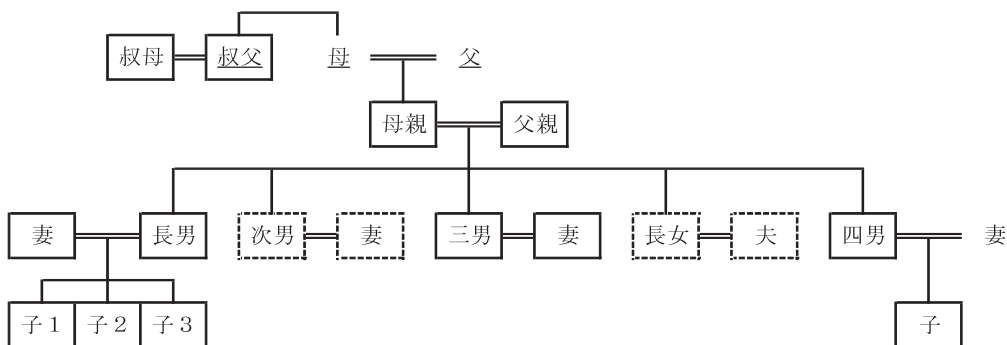 叔母 叔父 母 父
母親 父親
妻 長男 次男 妻 三男 妻 長女 夫 四男 妻
子1 子2 子3 子